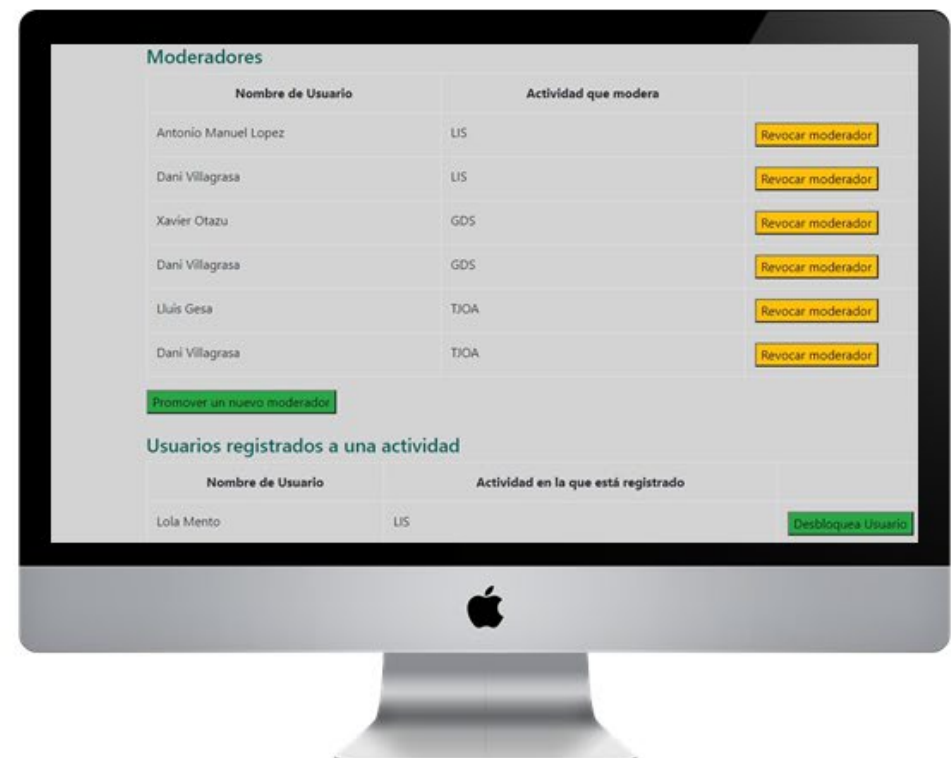 Moderadores
Nombre de Usuario Actividad que modera
Antonio Manuel Lopez LIS Revocar moderador
Dani Villagrasa LIS Revocar moderador
Xavier Otazu GDS Revocar moderador
Dani Villagrasa GDS Revocar moderador
Lluis Gesa TJOA Revocar moderador
Dani Villagrasa TJOA Revocar moderador
Promover un nuevo moderador
Usuarios registrados a una actividad
Nombre de Usuario Actividad en la que está registrado
Lola Mento LIS Desbloquea Usuario